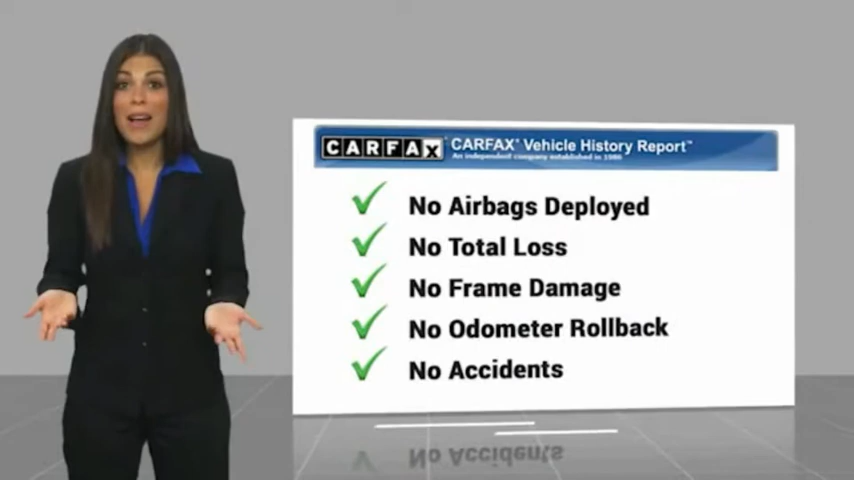 CARFAX CARFAX® Vehicle History Report™
An independent company established in 1986
No Airbags Deployed
No Total Loss
No Frame Damage
No Odometer Rollback
No Accidents
No Accidents